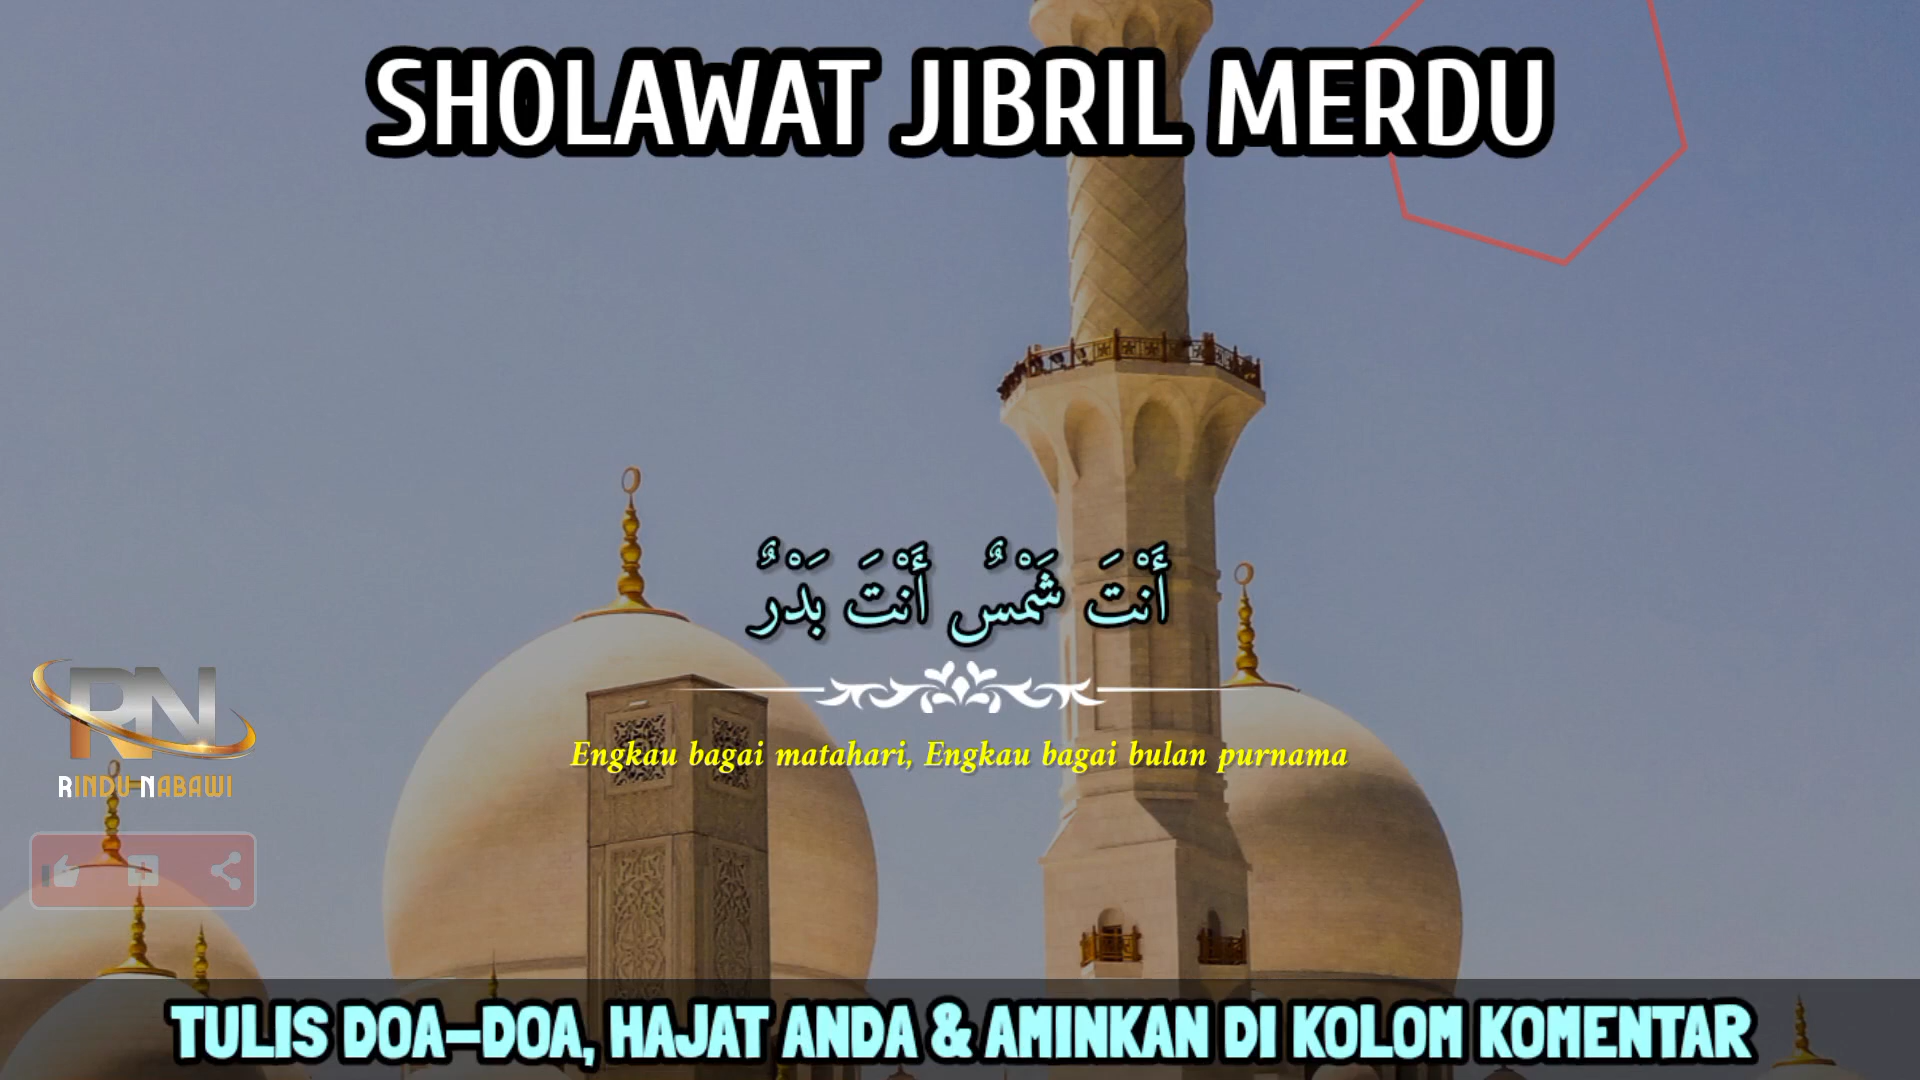 SHOLAWAT JIBRIL MERDU
أَنْتَ شَمْسٌ أَنْتَ بَدْرٌ
Engkau bagai matahari, Engkau bagai bulan purnama
RN
RINDU NABAWI
TULIS DOA-DOA, HAJAT ANDA & AMINKAN DI KOLOM KOMENTAR